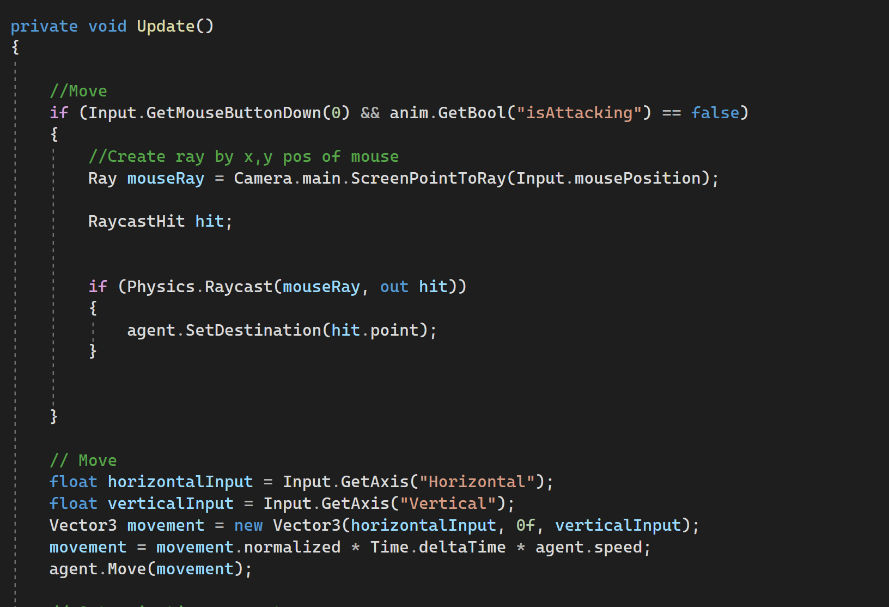 private void Update()
{
//Move
if (Input.GetMouseButtonDown(0) && anim.GetBool("isAttacking") == false)
{
//Create ray by x,y pos of mouse
Ray mouseRay = Camera.main.ScreenPointToRay(Input.mousePosition);
RaycastHit hit;
if (Physics.Raycast(mouseRay, out hit))
{
agent.SetDestination(hit.point);
}
}
// Move
float horizontalInput = Input.GetAxis("Horizontal");
float verticalInput = Input.GetAxis("Vertical");
Vector3 movement = new Vector3(horizontalInput, 0f, verticalInput);
movement = movement.normalized * Time.deltaTime * agent.speed;
agent.Move(movement);